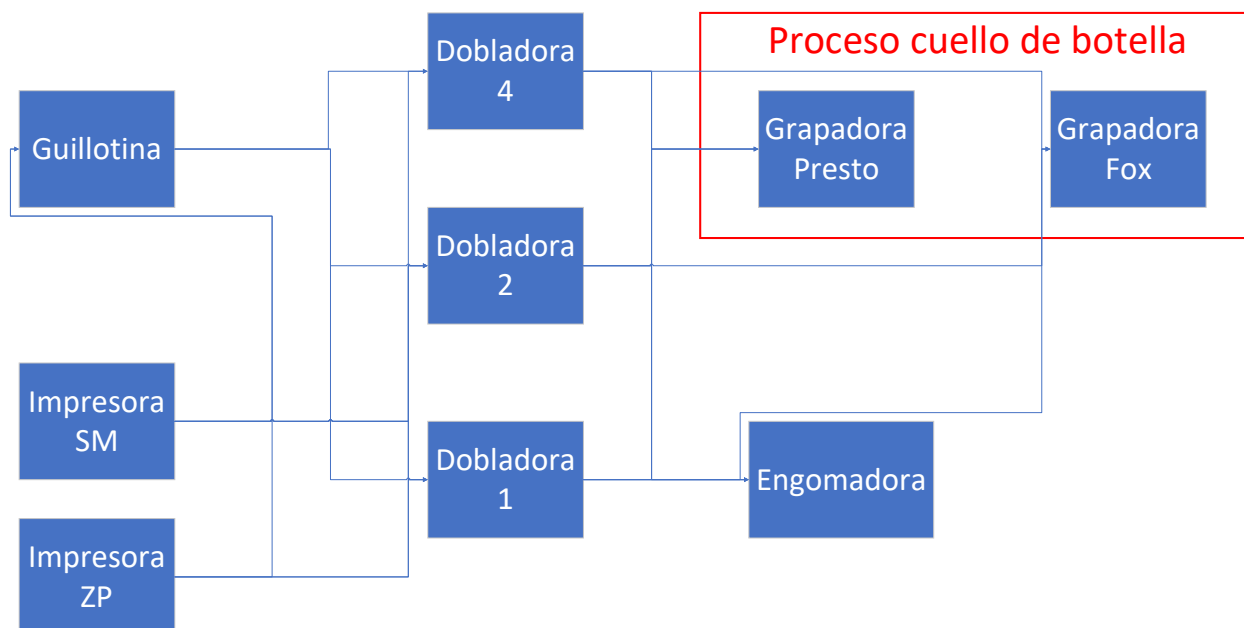 Proceso cuello de botella
Dobladora
4
Guillotina
Grapadora
Presto
Grapadora
Fox
Dobladora
2
Impresora
SM
Dobladora
1
Engomadora
Impresora
ZP